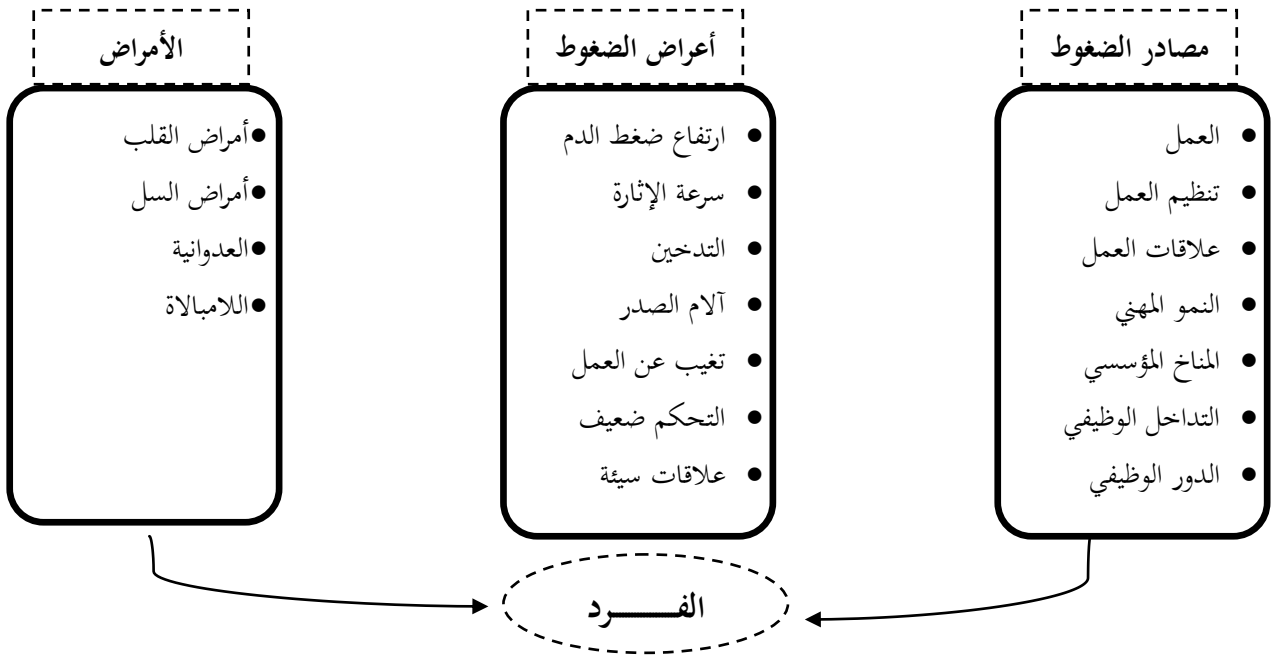 مصادر الضغوط
● العمل
● تنظيم العمل
● علاقات العمل
● النمو المهني
● المناخ المؤسسي
● التداخل الوظيفي
● الدور الوظيفي
أعراض الضغوط
● ارتفاع ضغط الدم
● سرعة الإثارة
● التدخين
● آلام الصدر
● تغيب عن العمل
● التحكم ضعيف
● علاقات سيئة
الأمراض
●أمراض القلب
●أمراض السل
●العدوانية
●اللامبالاة
الفـــــرد